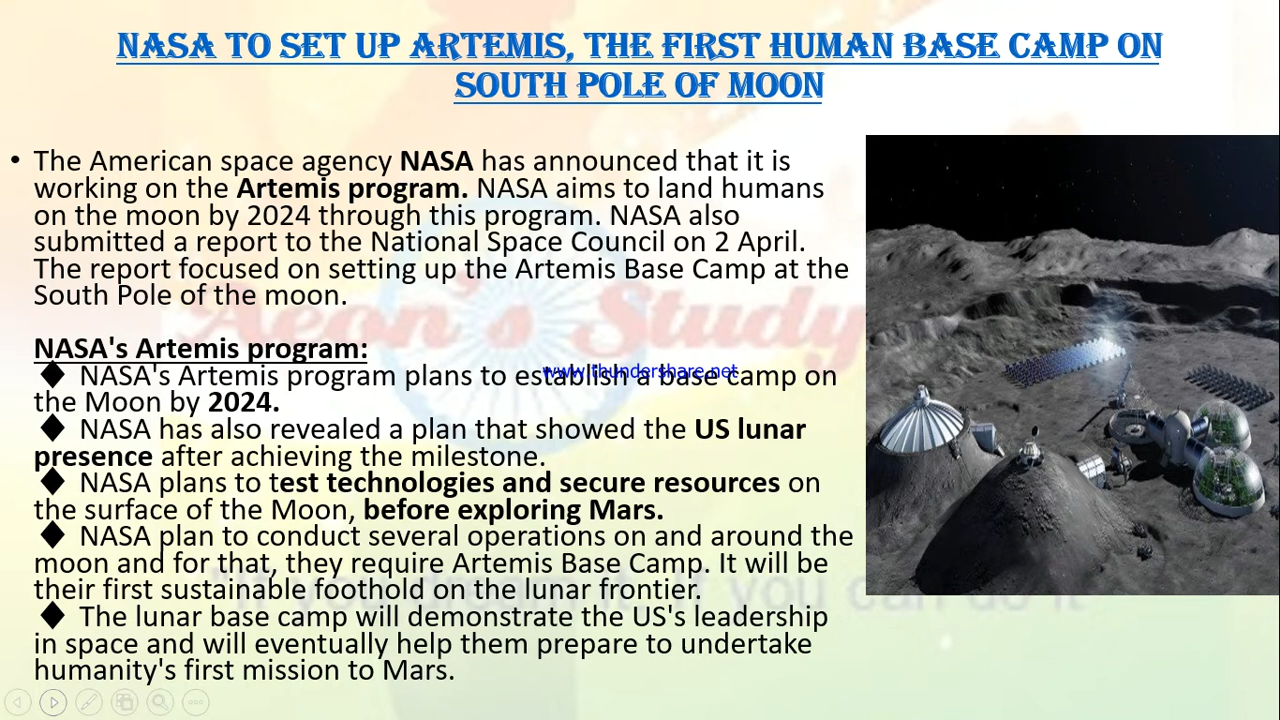 NASA TO SET UP ARTEMIS, THE FIRST HUMAN BASE CAMP ON
SOUTH POLE OF MOON
• The American space agency NASA has announced that it is
working on the Artemis program. NASA aims to land humans
on the moon by 2024 through this program. NASA also
submitted a report to the National Space Council on 2 April.
The report focused on setting up the Artemis Base Camp at the
South Pole of the moon.
Aeon's Study
NASA's Artemis program:
www.thundershare.net
◆ NASA's Artemis program plans to establish a base camp on
the Moon by 2024.
◆ NASA has also revealed a plan that showed the US lunar
presence after achieving the milestone.
◆ NASA plans to test technologies and secure resources on
the surface of the Moon, before exploring Mars.
◆ NASA plan to conduct several operations on and around the
moon and for that, they require Artemis Base Camp. It will be
their first sustainable foothold on the lunar frontier.
"If you can do it
◆ The lunar base camp will demonstrate the US's leadership
in space and will eventually help them prepare to undertake
humanity's first mission to Mars.